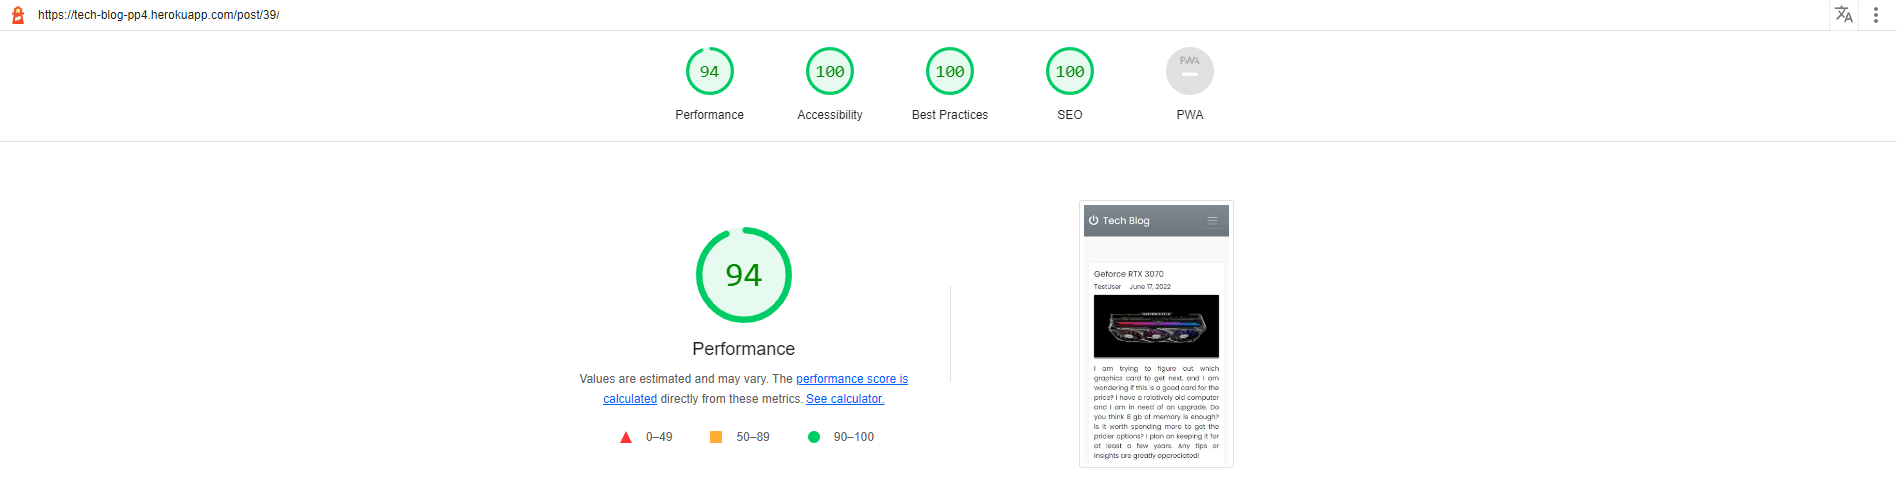 https://tech-blog-pp4.herokuapp.com/post/39/
94
100
100
100
PWA
Performance
Accessibility
Best Practices
SEO
PWA
94
Performance
Values are estimated and may vary. The performance score is
calculated directly from these metrics. See calculator.
0–49
50–89
90–100
Tech Blog
Geforce RTX 3070
TestUser June 17, 2022
I am trying to figure out which
graphics card to get next, and I am
wondering if this is a good card for the
price? I have a relatively old computer
and I am in need of an upgrade. Do
you think 8 gb of memory is enough?
Is it worth spending more to get the
pricier options? I plan on keeping it for
at least a few years. Any tips or
insights are greatly appreciated!